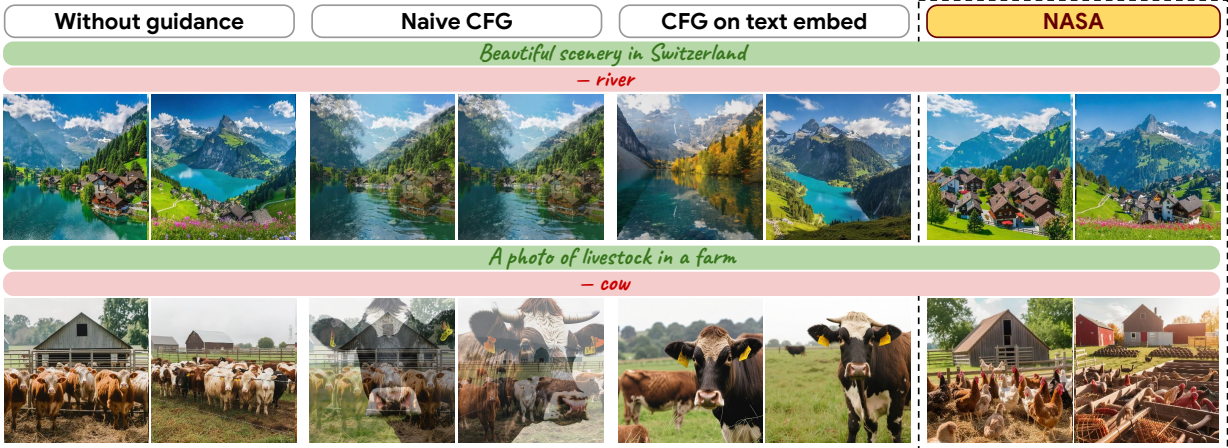 Without guidance
Naive CFG
CFG on text embed
NASA
Beautiful scenery in Switzerland
– river
A photo of livestock in a farm
– cow